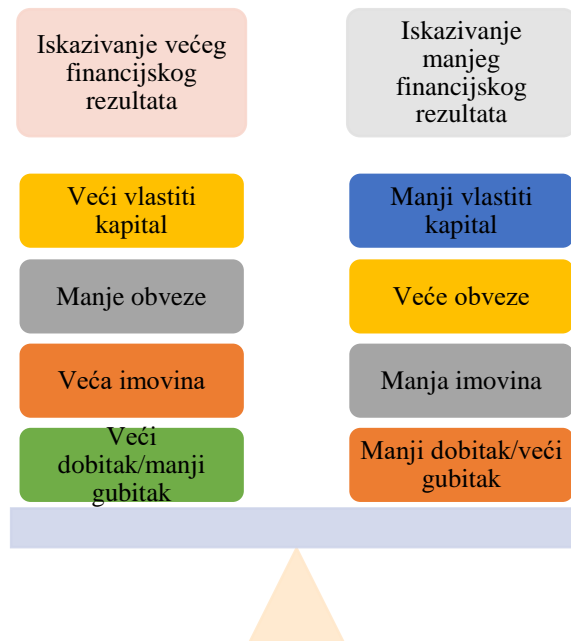 Iskazivanje većeg
financijskog
rezultata
Iskazivanje
manjeg
financijskog
rezultata
Veći vlastiti
kapital
Manji vlastiti
kapital
Manje obveze
Veće obveze
Veća imovina
Manja imovina
Veći
dobitak/manji
gubitak
Manji dobitak/veći
gubitak